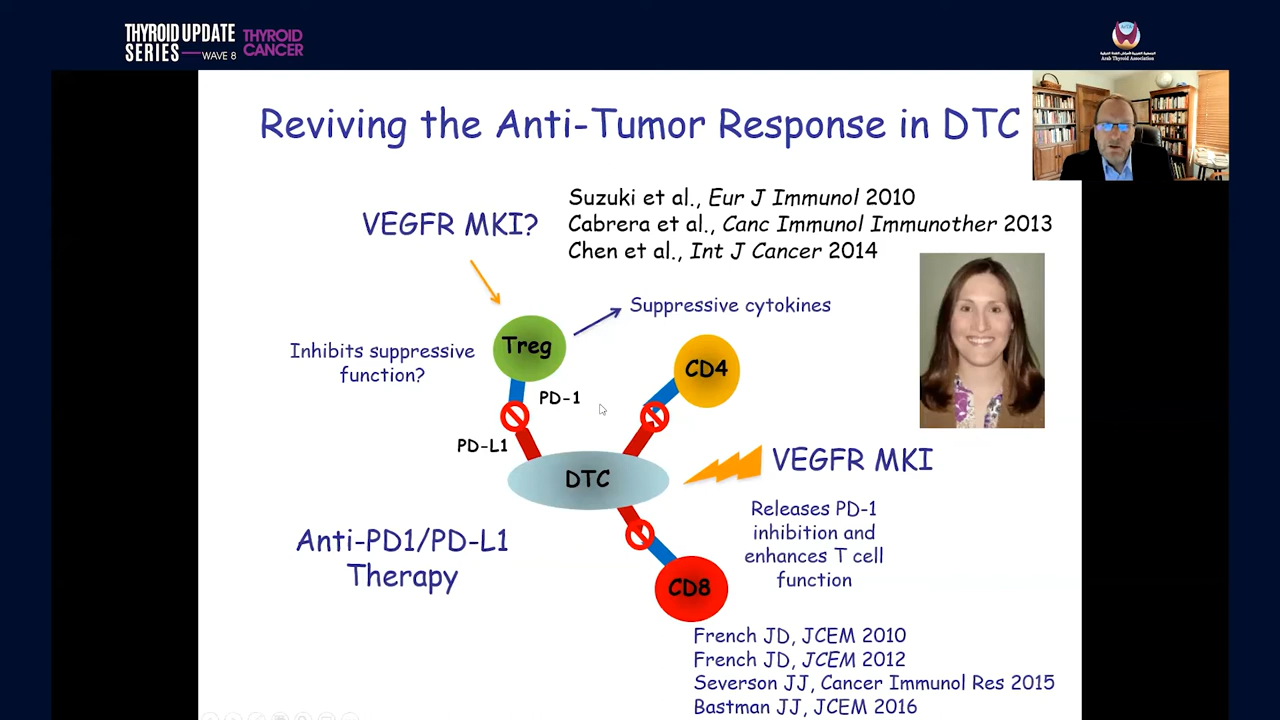 THYROID UPDATE
SERIES — WAVE 8
THYROID
CANCER
Arab Thyroid Association
Reviving the Anti-Tumor Response in DTC
Suzuki et al., Eur J Immunol 2010
Cabrera et al., Canc Immunol Immunother 2013
Chen et al., Int J Cancer 2014
VEGFR MKI?
Suppressive cytokines
Treg
Inhibits suppressive
function?
CD4
PD-1
PD-L1
DTC
VEGFR MKI
Releases PD-1
inhibition and
enhances T cell
function
Anti-PD1/PD-L1
Therapy
CD8
French JD, JCEM 2010
French JD, JCEM 2012
Severson JJ, Cancer Immunol Res 2015
Bastman JJ, JCEM 2016